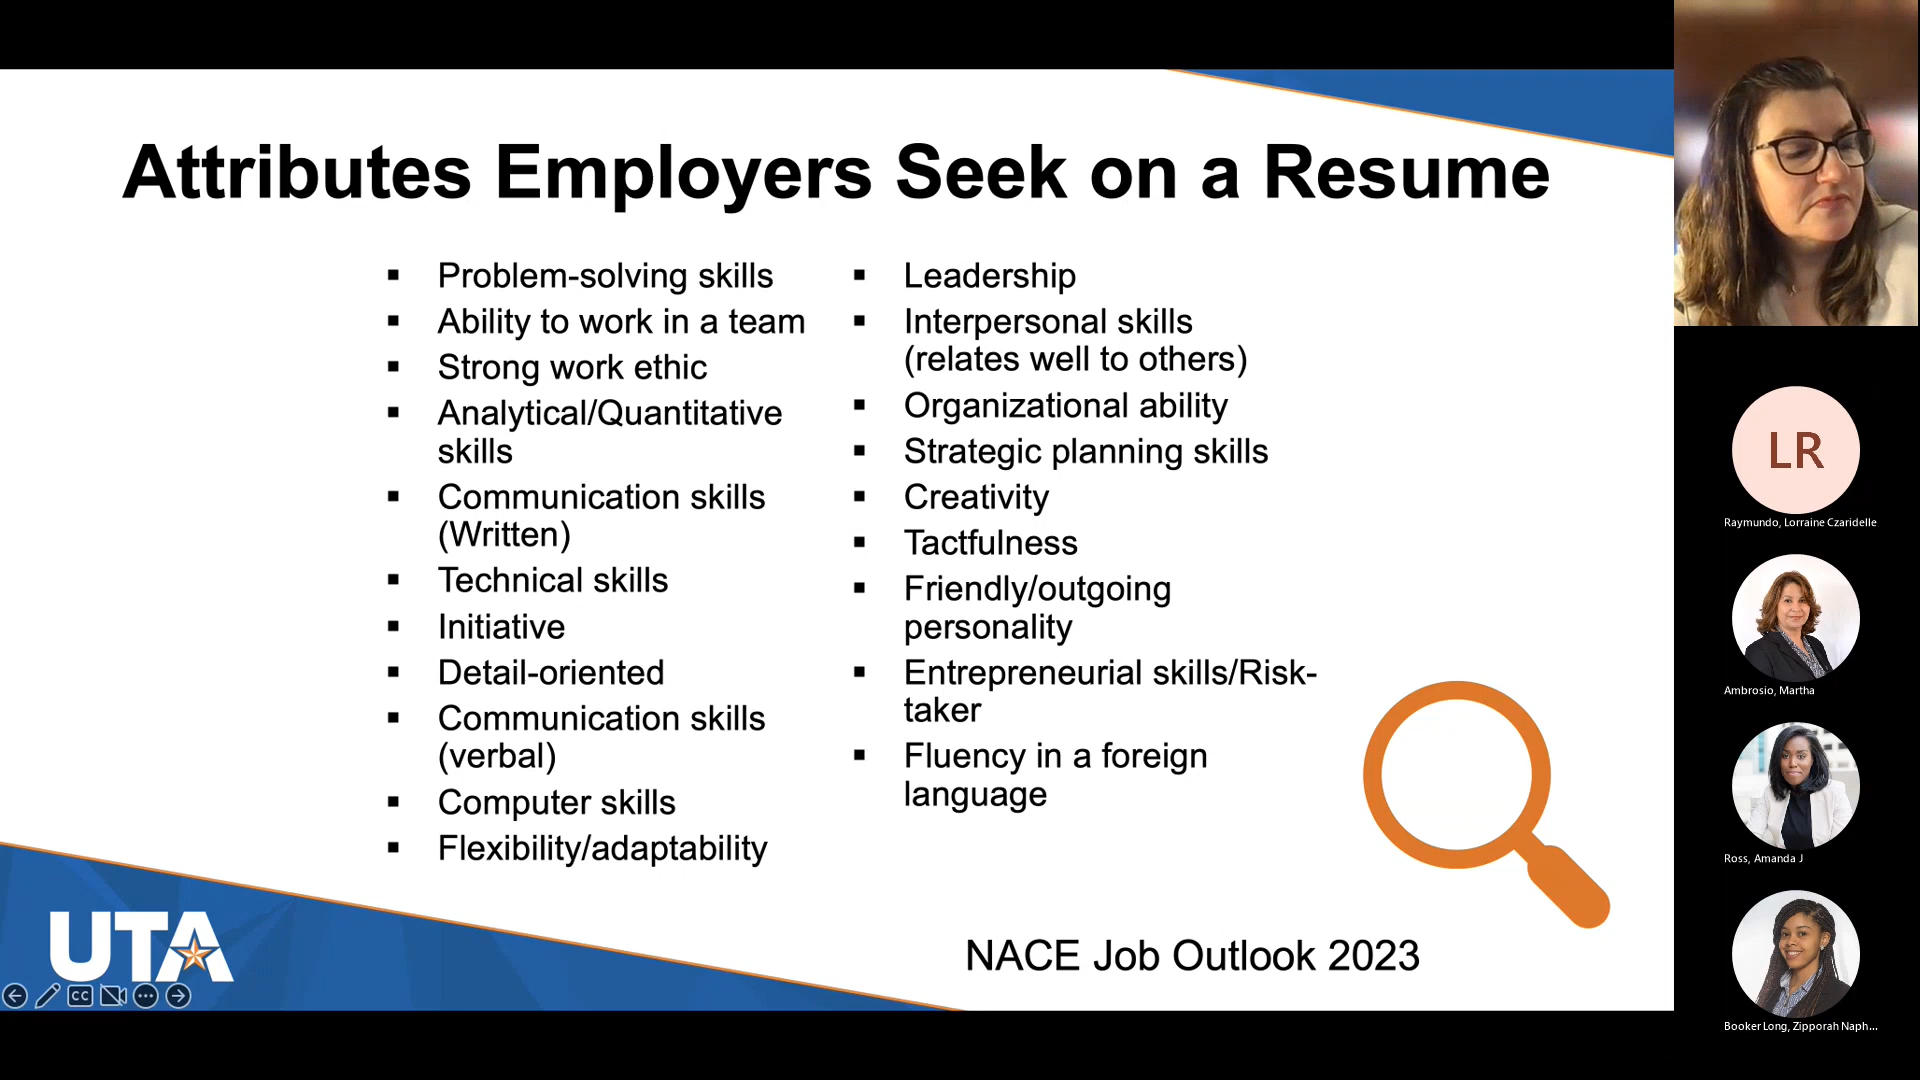 Attributes Employers Seek on a Resume
Problem-solving skills
Ability to work in a team
Strong work ethic
Analytical/Quantitative
skills
Communication skills
(Written)
Technical skills
Initiative
Detail-oriented
Communication skills
(verbal)
Computer skills
Flexibility/adaptability
Leadership
Interpersonal skills
(relates well to others)
Organizational ability
Strategic planning skills
Creativity
Tactfulness
Friendly/outgoing
personality
Entrepreneurial skills/Risk-
taker
Fluency in a foreign
language
NACE Job Outlook 2023
UTA
CC
LR
Raymundo, Lorraine Czaridelle
Ambrosio, Martha
Ross, Amanda J
Booker Long, Zipporah Naph...